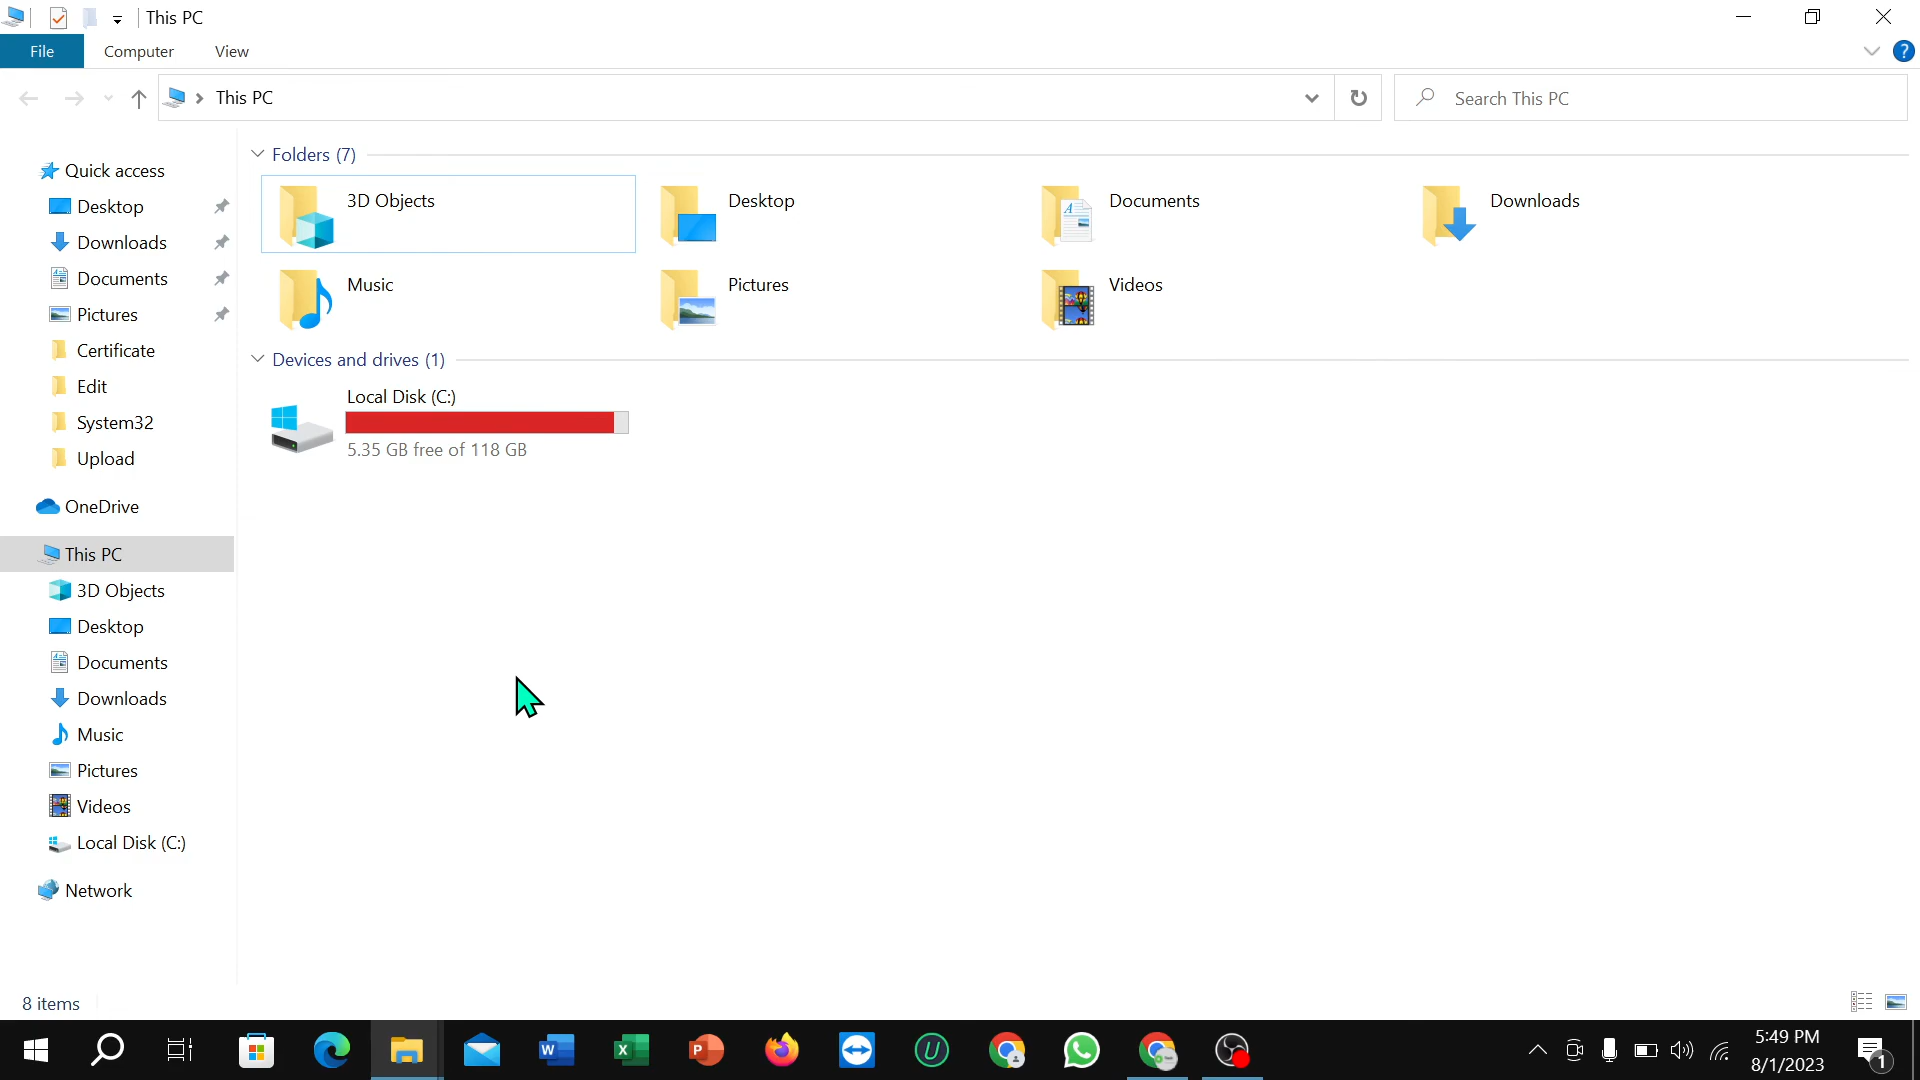 This PC
File Computer View
This PC
Search This PC
Quick access
Desktop
Downloads
Documents
Pictures
Certificate
Edit
System32
Upload
OneDrive
This PC
3D Objects
Desktop
Documents
Downloads
Music
Pictures
Videos
Local Disk (C:)
Network
Folders (7)
3D Objects
Desktop
Documents
Downloads
Music
Pictures
Videos
Devices and drives (1)
Local Disk (C:)
5.35 GB free of 118 GB
8 items
5:49 PM
8/1/2023
1